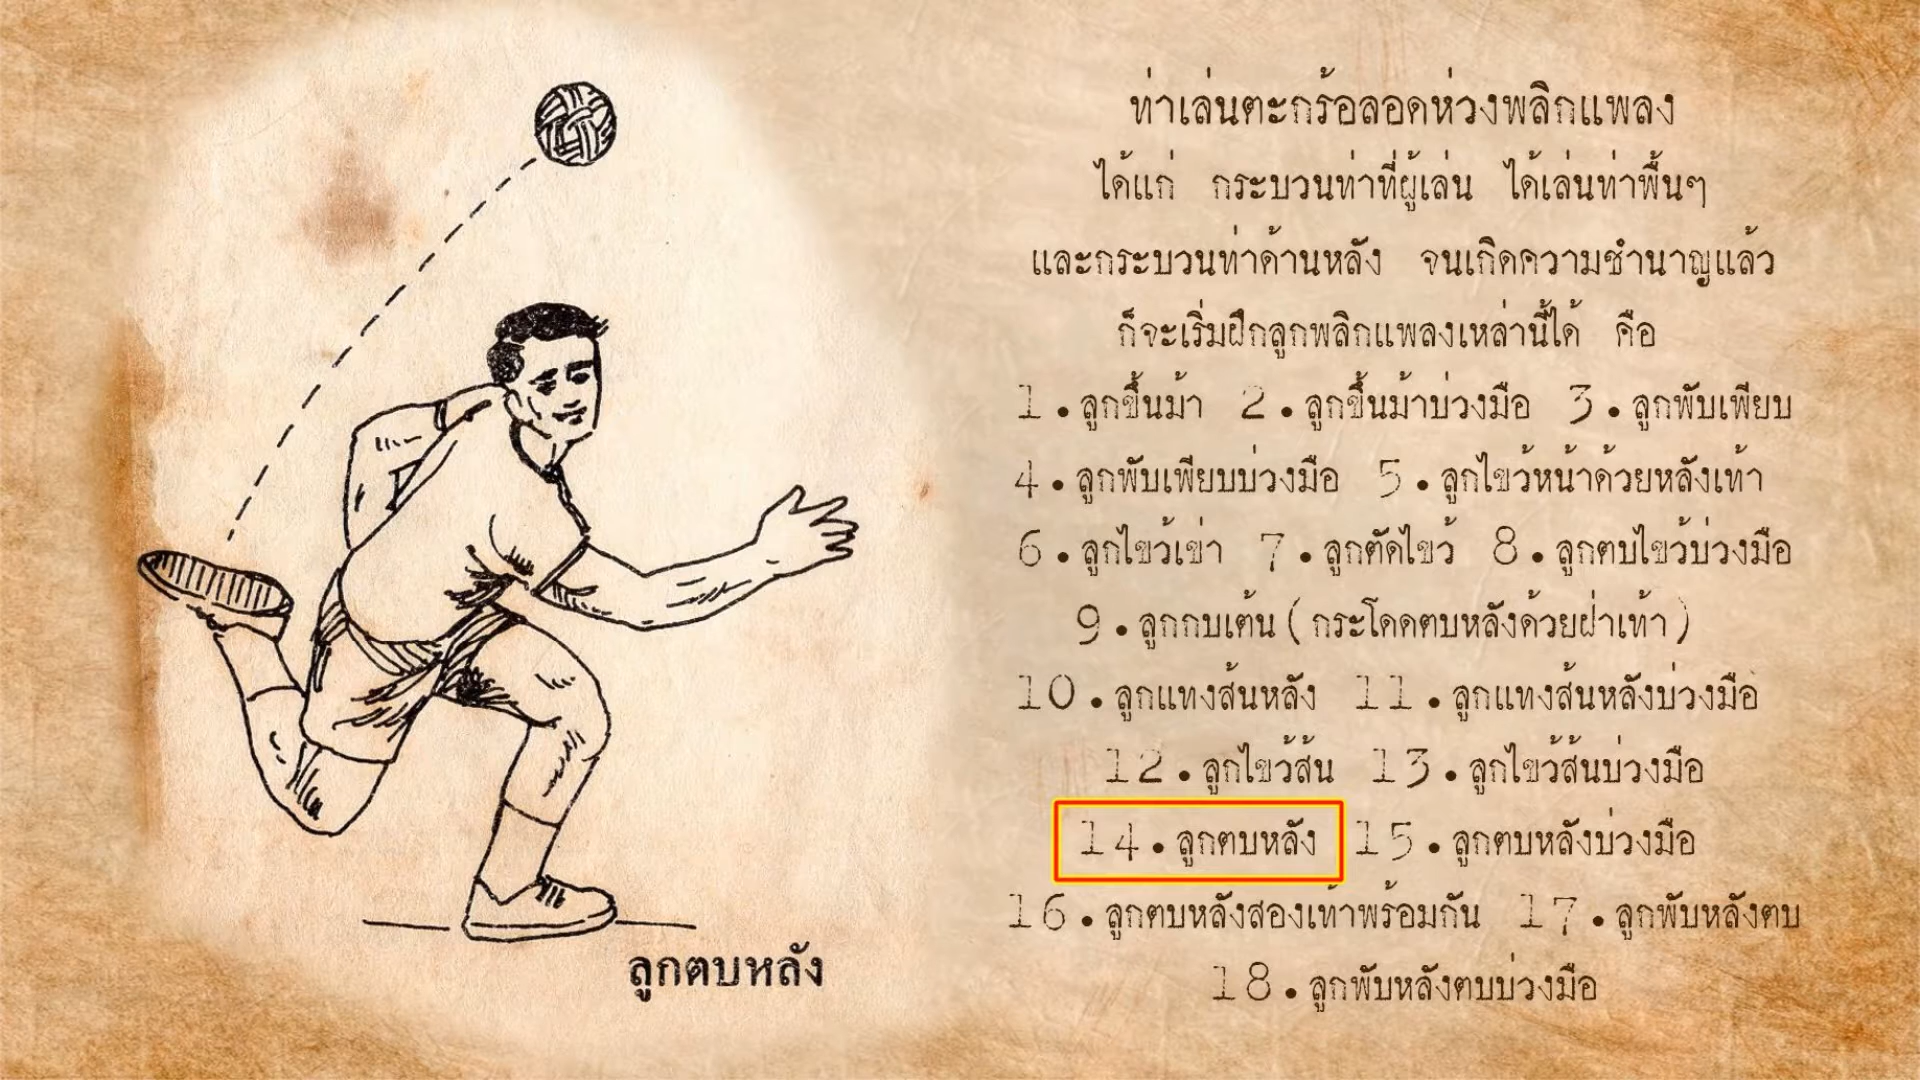 ท่าเล่นตะกร้อลอดห่วงพลิกแพลง
ได้แก่ กระบวนท่าที่ผู้เล่น ได้เล่นท่าพื้นๆ
และกระบวนท่าด้านหลัง จนเกิดความชำนาญแล้ว
ก็จะเริ่มฝึกลูกพลิกแพลงเหล่านี้ได้ คือ
1.ลูกขึ้นม้า 2.ลูกขึ้นม้าบ่วงมือ 3.ลูกพับเพียบ
4.ลูกพับเพียบบ่วงมือ 5.ลูกไขว้หน้าด้วยหลังเท้า
6.ลูกไขว้เข่า 7.ลูกตัดไขว้ 8.ลูกตบไขว้บ่วงมือ
9.ลูกกบเต้น (กระโดดตบหลังด้วยฝ่าเท้า)
10.ลูกแทงส้นหลัง 11.ลูกแทงส้นหลังบ่วงมือ
12.ลูกไขว้ส้น 13.ลูกไขว้ส้นบ่วงมือ
14.ลูกตบหลัง 15.ลูกตบหลังบ่วงมือ
16.ลูกตบหลังสองเท้าพร้อมกัน 17.ลูกพับหลังตบ
18.ลูกพับหลังตบบ่วงมือ
ลูกตบหลัง